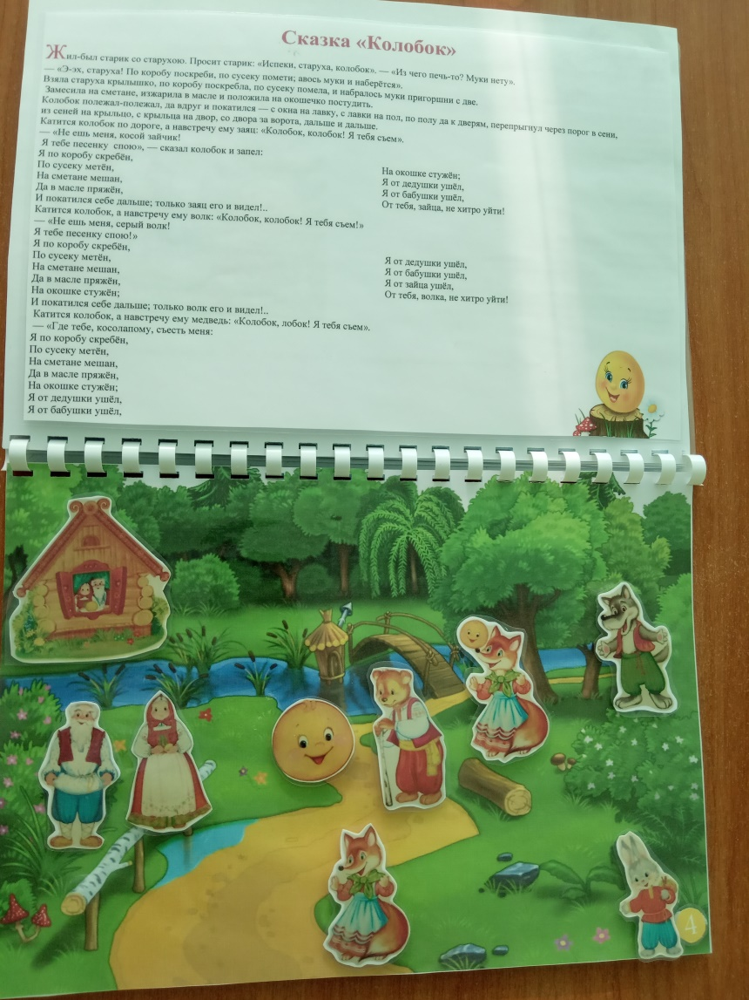 Сказка «Колобок»
Жил-был старик со старухою. Просит старик: «Испеки, старуха, колобок». — «Из чего печь-то? Муки нету».
— «Э-эх, старуха! По коробу поскреби, по сусеку помети; авось муки и наберётся».
Взяла старуха крылышко, по коробу поскребла, по сусеку помела, и набралось муки пригоршни с две.
Замесила на сметане, изжарила в масле и положила на окошечко постудить.
Колобок полежал-полежал, да вдруг и покатился — с окна на лавку, с лавки на пол, по полу да к дверям, перепрыгнул через порог в сени,
из сеней на крыльцо, с крыльца на двор, со двора за ворота, дальше и дальше.
Катится колобок по дороге, а навстречу ему заяц: «Колобок, колобок! Я тебя съем».
— «Не ешь меня, косой зайчик!
Я тебе песенку спою», — сказал колобок и запел:
Я по коробу скребён,
По сусеку метён,
На сметане мешан,
Да в масле пряжён,
На окошке стужён;
Я от дедушки ушёл,
Я от бабушки ушёл,
От тебя, зайца, не хитро уйти!
И покатился себе дальше; только заяц его и видел!..
Катится колобок, а навстречу ему волк: «Колобок, колобок! Я тебя съем!»
— «Не ешь меня, серый волк!
Я тебе песенку спою!»
Я по коробу скребён,
По сусеку метён,
На сметане мешан,
Да в масле пряжён,
На окошке стужён;
Я от дедушки ушёл,
Я от бабушки ушёл,
Я от зайца ушёл,
От тебя, волка, не хитро уйти!
И покатился себе дальше; только волк его и видел!..
Катится колобок, а навстречу ему медведь: «Колобок, лобок! Я тебя съем».
— «Где тебе, косолапому, съесть меня:
Я по коробу скребён,
По сусеку метён,
На сметане мешан,
Да в масле пряжён,
На окошке стужён;
Я от дедушки ушёл,
Я от бабушки ушёл,
4